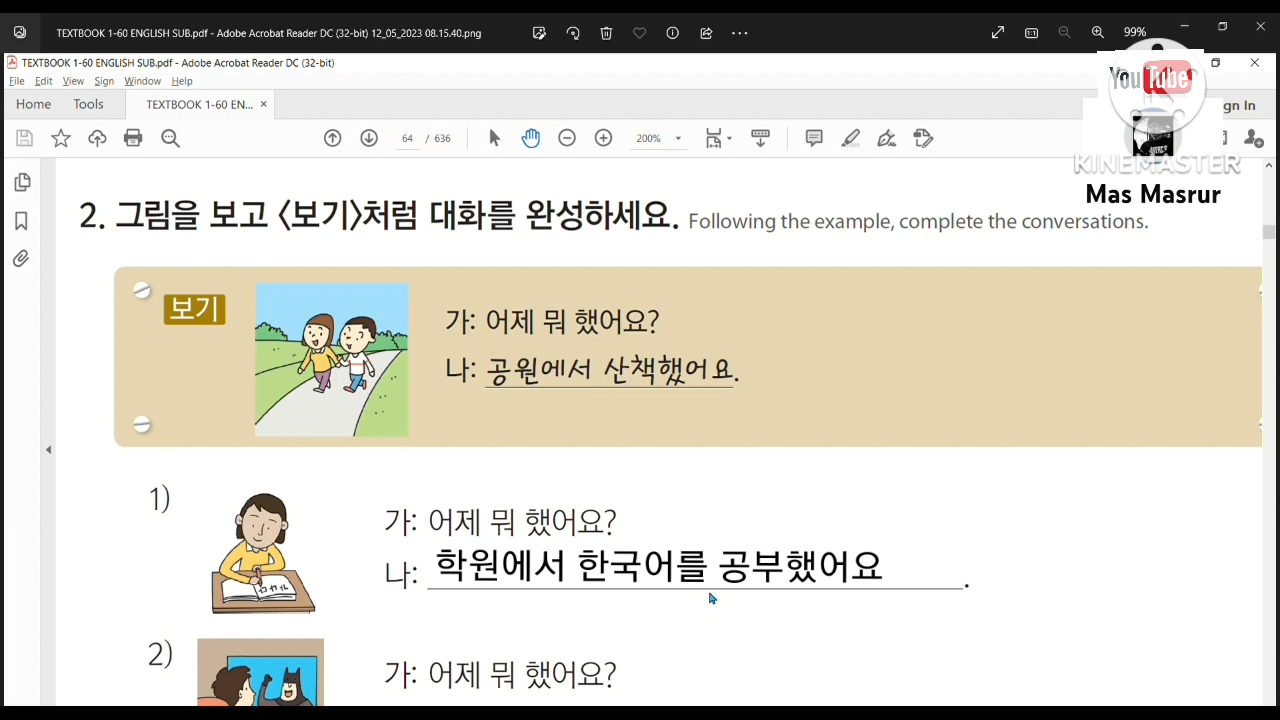 TEXTBOOK 1-60 ENGLISH SUB.pdf - Adobe Acrobat Reader DC (32-bit) 12_05_2023 08.15.40.png
99%
TEXTBOOK 1-60 ENGLISH SUB.pdf - Adobe Acrobat Reader DC (32-bit)
File Edit View Sign Window Help
YouTube
Home Tools TEXTBOOK 1-60 EN... × gn In
64 / 636 200%
KINEMASTER
Mas Masrur
2. 그림을 보고 〈보기〉처럼 대화를 완성하세요. Following the example, complete the conversations.
보기
가: 어제 뭐 했어요?
나: 공원에서 산책했어요.
1)
가: 어제 뭐 했어요?
나: 학원에서 한국어를 공부했어요.
2)
가: 어제 뭐 했어요?